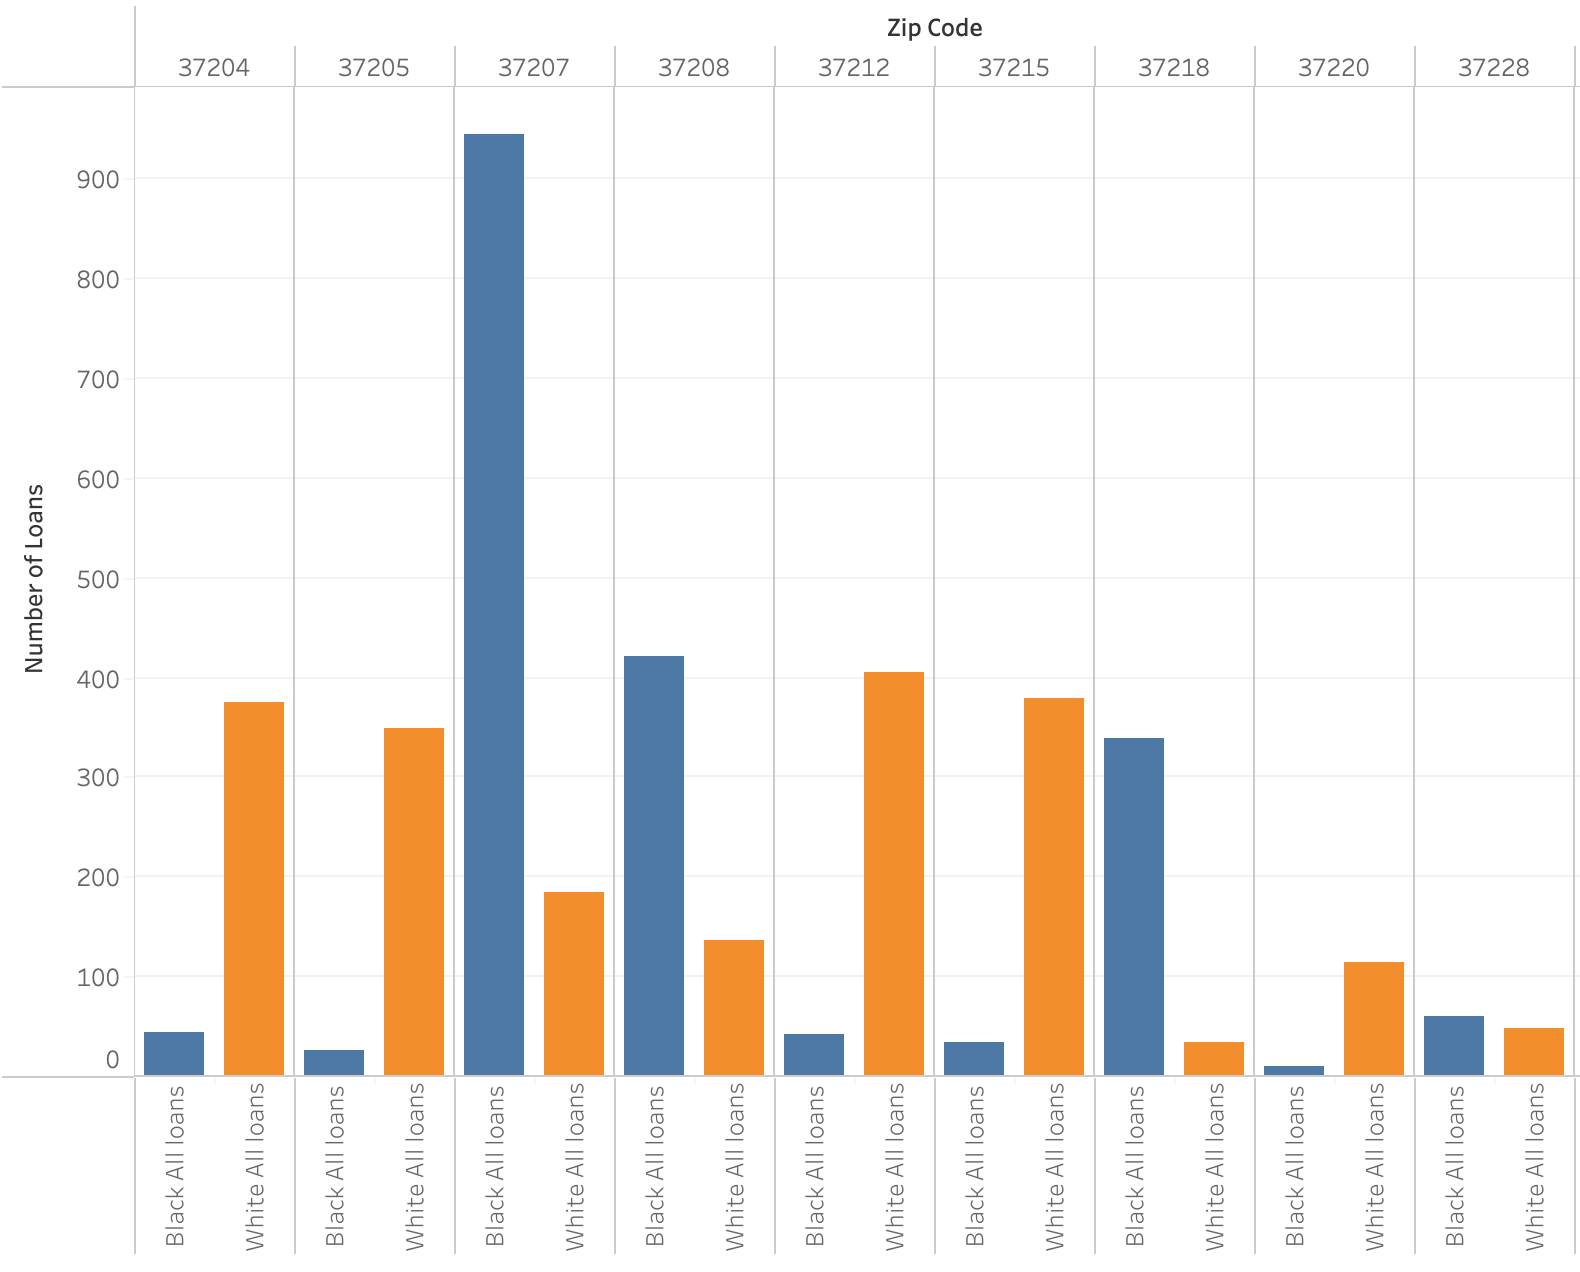 Zip Code
37204 37205 37207 37208 37212 37215 37218 37220 37228
Number of Loans
900
800
700
600
500
400
300
200
100
0
Black All loans
White All loans
Black All loans
White All loans
Black All loans
White All loans
Black All loans
White All loans
Black All loans
White All loans
Black All loans
White All loans
Black All loans
White All loans
Black All loans
White All loans
Black All loans
White All loans